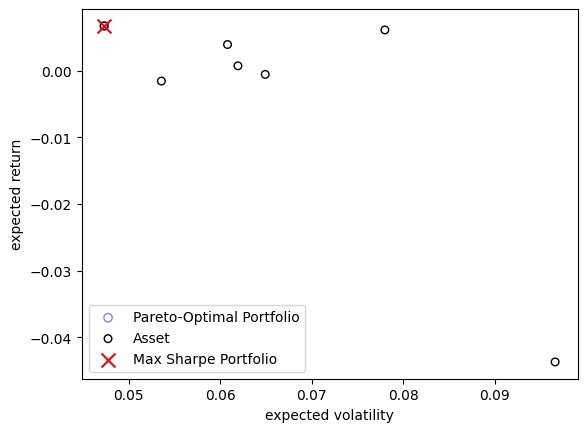 0.00
−0.01
−0.02
−0.03
−0.04
expected return
Pareto-Optimal Portfolio
Asset
Max Sharpe Portfolio
0.05
0.06
0.07
0.08
0.09
expected volatility